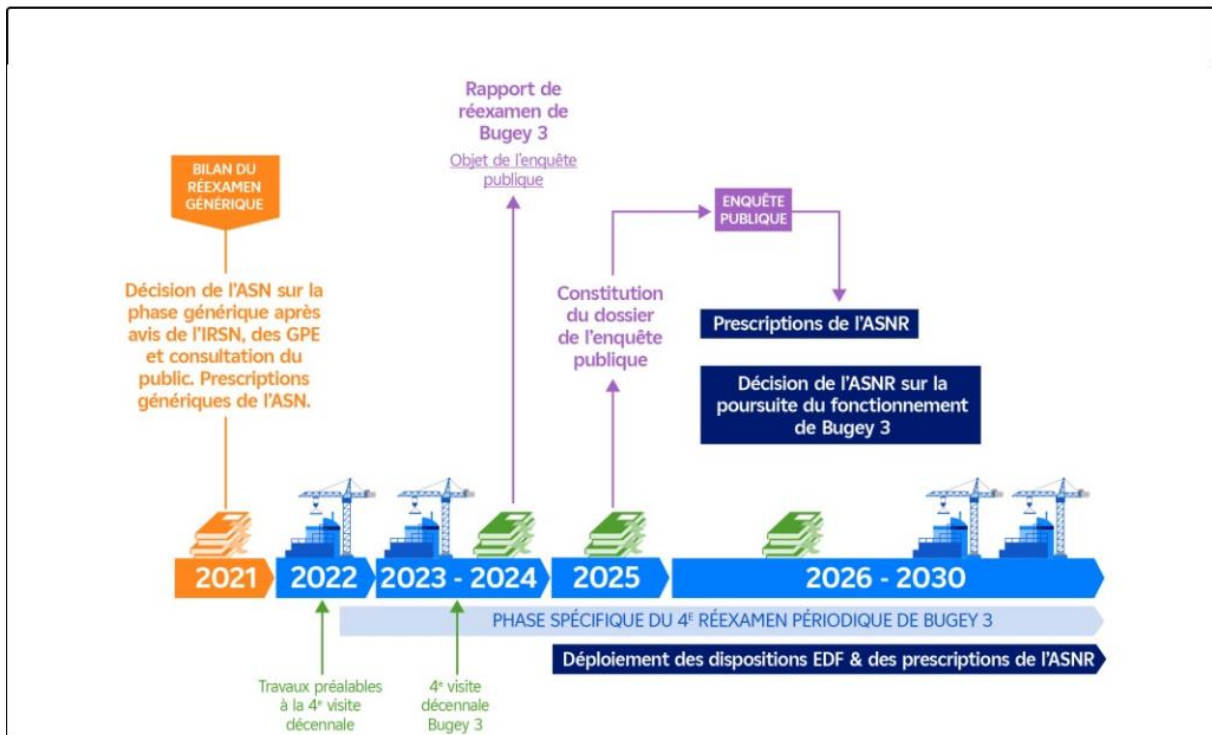 Rapport de
réexamen de
Bugey 3
Objet de l'enquête
publique
BILAN DU
RÉEXAMEN
GÉNÉRIQUE
ENQUÊTE
PUBLIQUE
Décision de l'ASN sur la
phase générique après
avis de l'IRSN, des GPE
et consultation du
public. Prescriptions
génériques de l'ASN.
Constitution
du dossier
de l'enquête
publique
Prescriptions de l'ASNR
Décision de l'ASNR sur la
poursuite du fonctionnement
de Bugey 3
2021
2022
2023 - 2024
2025
2026 - 2030
PHASE SPÉCIFIQUE DU 4E RÉEXAMEN PÉRIODIQUE DE BUGEY 3
Déploiement des dispositions EDF & des prescriptions de l'ASNR
Travaux préalables
à la 4e visite
décennale
4e visite
décennale
Bugey 3